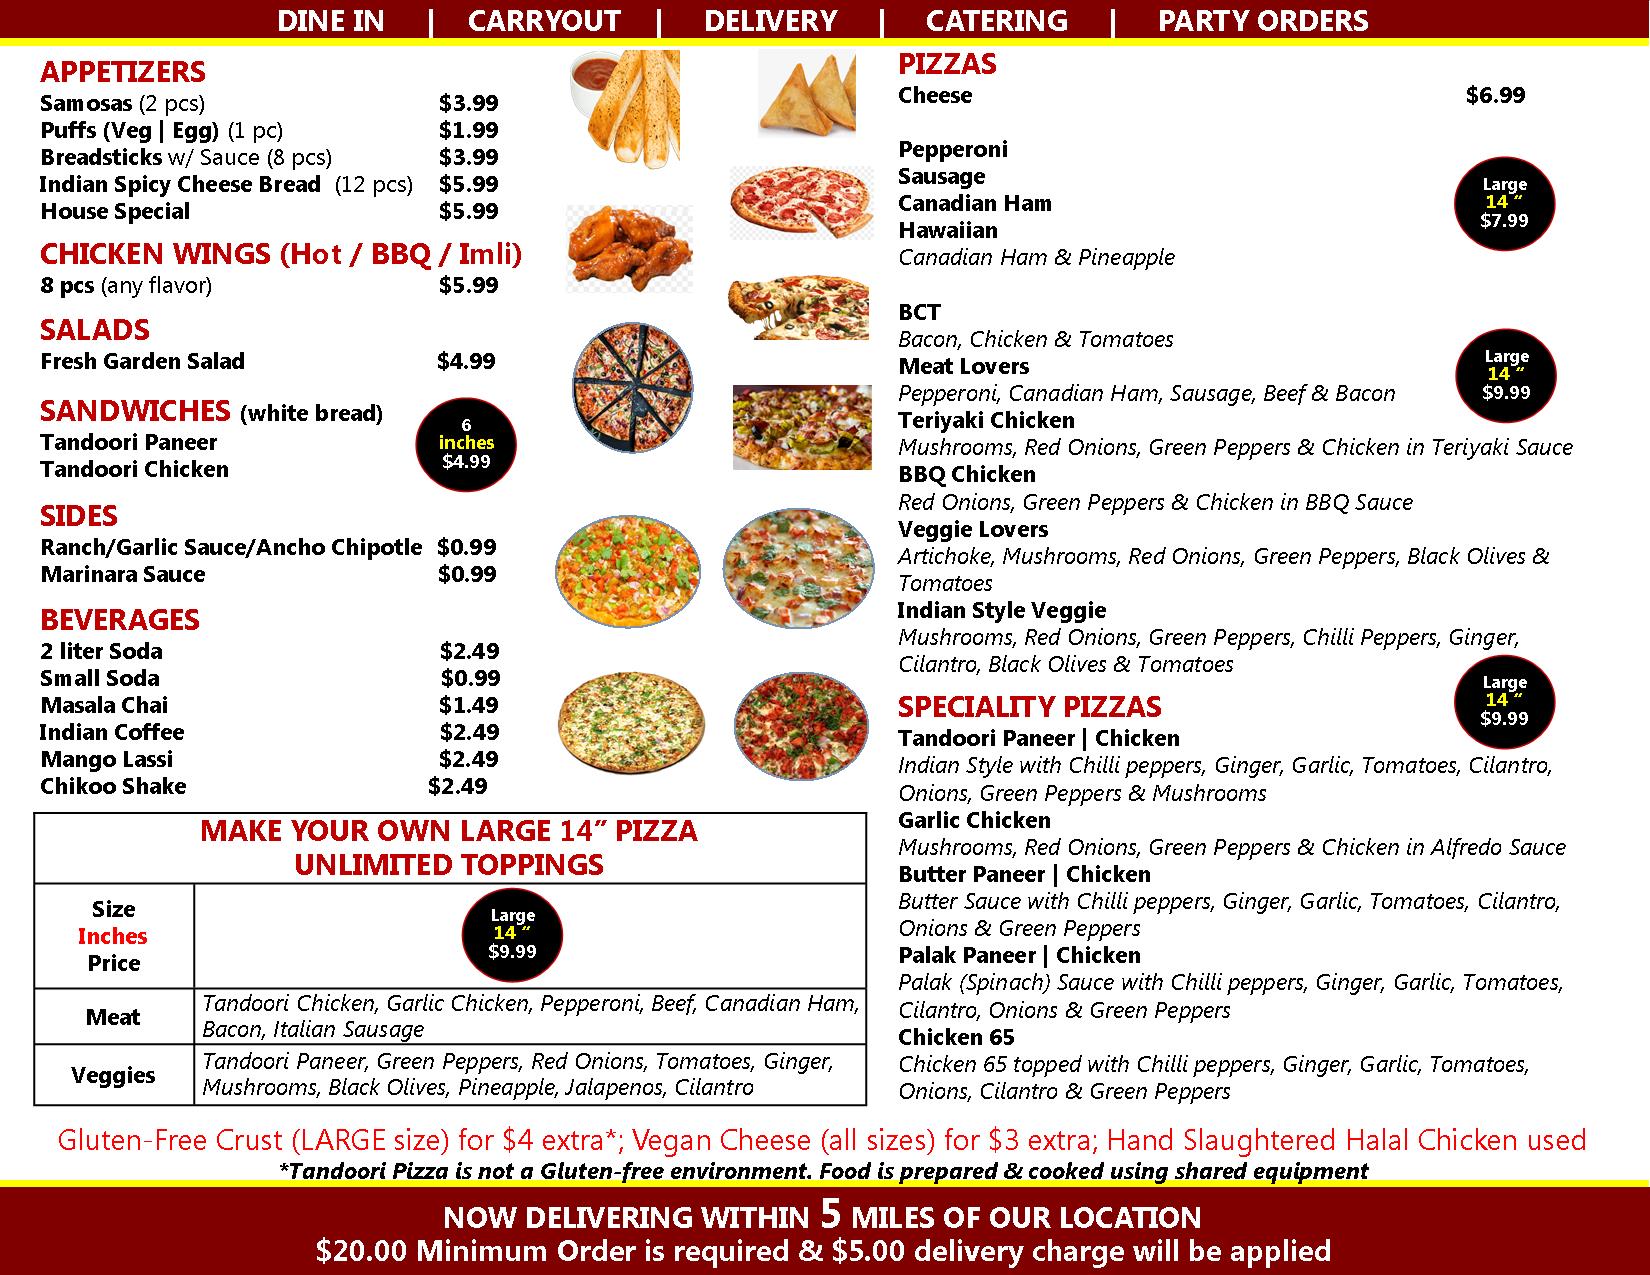 DINE IN | CARRYOUT | DELIVERY | CATERING | PARTY ORDERS
APPETIZERS
Samosas (2 pcs) $3.99
Puffs (Veg | Egg) (1 pc) $1.99
Breadsticks w/ Sauce (8 pcs) $3.99
Indian Spicy Cheese Bread (12 pcs) $5.99
House Special $5.99
CHICKEN WINGS (Hot / BBQ / Imli)
8 pcs (any flavor) $5.99
SALADS
Fresh Garden Salad $4.99
SANDWICHES (white bread)
Tandoori Paneer
Tandoori Chicken
6
inches
$4.99
SIDES
Ranch/Garlic Sauce/Ancho Chipotle $0.99
Marinara Sauce $0.99
BEVERAGES
2 liter Soda $2.49
Small Soda $0.99
Masala Chai $1.49
Indian Coffee $2.49
Mango Lassi $2.49
Chikoo Shake $2.49
MAKE YOUR OWN LARGE 14” PIZZA
UNLIMITED TOPPINGS
Size
Inches
Price
Large
14 “
$9.99
Meat
Tandoori Chicken, Garlic Chicken, Pepperoni, Beef, Canadian Ham,
Bacon, Italian Sausage
Veggies
Tandoori Paneer, Green Peppers, Red Onions, Tomatoes, Ginger,
Mushrooms, Black Olives, Pineapple, Jalapenos, Cilantro
PIZZAS
Cheese $6.99
Pepperoni
Sausage
Canadian Ham
Hawaiian
Canadian Ham & Pineapple
Large
14 “
$7.99
BCT
Bacon, Chicken & Tomatoes
Meat Lovers
Pepperoni, Canadian Ham, Sausage, Beef & Bacon
Large
14 “
$9.99
Teriyaki Chicken
Mushrooms, Red Onions, Green Peppers & Chicken in Teriyaki Sauce
BBQ Chicken
Red Onions, Green Peppers & Chicken in BBQ Sauce
Veggie Lovers
Artichoke, Mushrooms, Red Onions, Green Peppers, Black Olives &
Tomatoes
Indian Style Veggie
Mushrooms, Red Onions, Green Peppers, Chilli Peppers, Ginger,
Cilantro, Black Olives & Tomatoes
SPECIALITY PIZZAS
Large
14 “
$9.99
Tandoori Paneer | Chicken
Indian Style with Chilli peppers, Ginger, Garlic, Tomatoes, Cilantro,
Onions, Green Peppers & Mushrooms
Garlic Chicken
Mushrooms, Red Onions, Green Peppers & Chicken in Alfredo Sauce
Butter Paneer | Chicken
Butter Sauce with Chilli peppers, Ginger, Garlic, Tomatoes, Cilantro,
Onions & Green Peppers
Palak Paneer | Chicken
Palak (Spinach) Sauce with Chilli peppers, Ginger, Garlic, Tomatoes,
Cilantro, Onions & Green Peppers
Chicken 65
Chicken 65 topped with Chilli peppers, Ginger, Garlic, Tomatoes,
Onions, Cilantro & Green Peppers
Gluten-Free Crust (LARGE size) for $4 extra*; Vegan Cheese (all sizes) for $3 extra; Hand Slaughtered Halal Chicken used
*Tandoori Pizza is not a Gluten-free environment. Food is prepared & cooked using shared equipment
NOW DELIVERING WITHIN 5 MILES OF OUR LOCATION
$20.00 Minimum Order is required & $5.00 delivery charge will be applied